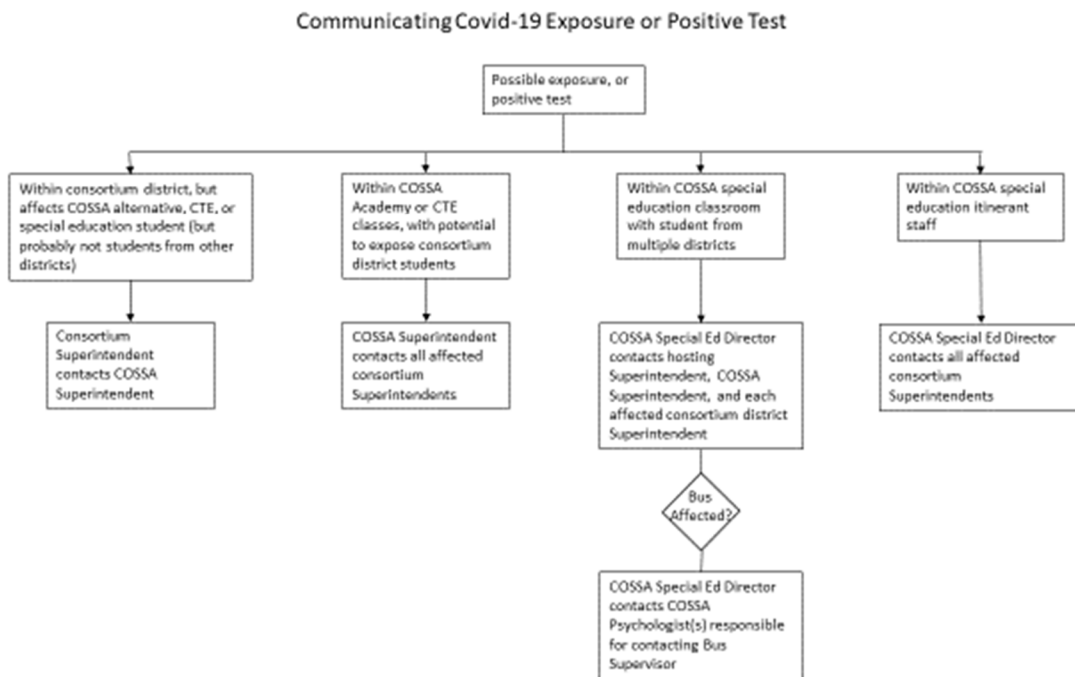 Communicating Covid-19 Exposure or Positive Test
Possible exposure, or
positive test
Within consortium district, but
affects COSSA alternative, CTE, or
special education student (but
probably not students from other
districts)
Within COSSA
Academy or CTE
classes, with potential
to expose consortium
district students
Within COSSA special
education classroom
with student from
multiple districts
Within COSSA special
education itinerant
staff
Consortium
Superintendent
contacts COSSA
Superintendent
COSSA Superintendent
contacts all affected
consortium
Superintendents
COSSA Special Ed Director
contacts hosting
Superintendent, COSSA
Superintendent, and each
affected consortium district
Superintendent
COSSA Special Ed Director
contacts all affected
consortium
Superintendents
Bus
Affected?
COSSA Special Ed Director
contacts COSSA
Psychologist(s) responsible
for contacting Bus
Supervisor